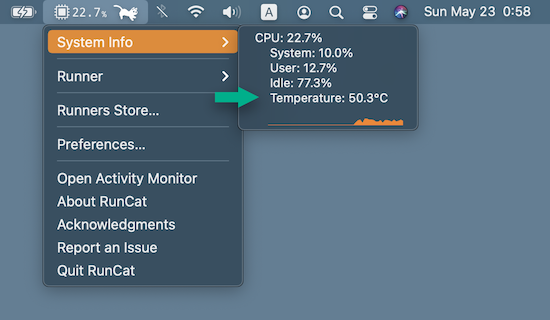 22.7%
A
Sun May 23 0:58
System Info
Runner
Runners Store...
Preferences...
Open Activity Monitor
About RunCat
Acknowledgments
Report an Issue
Quit RunCat
CPU: 22.7%
System: 10.0%
User: 12.7%
Idle: 77.3%
Temperature: 50.3°C